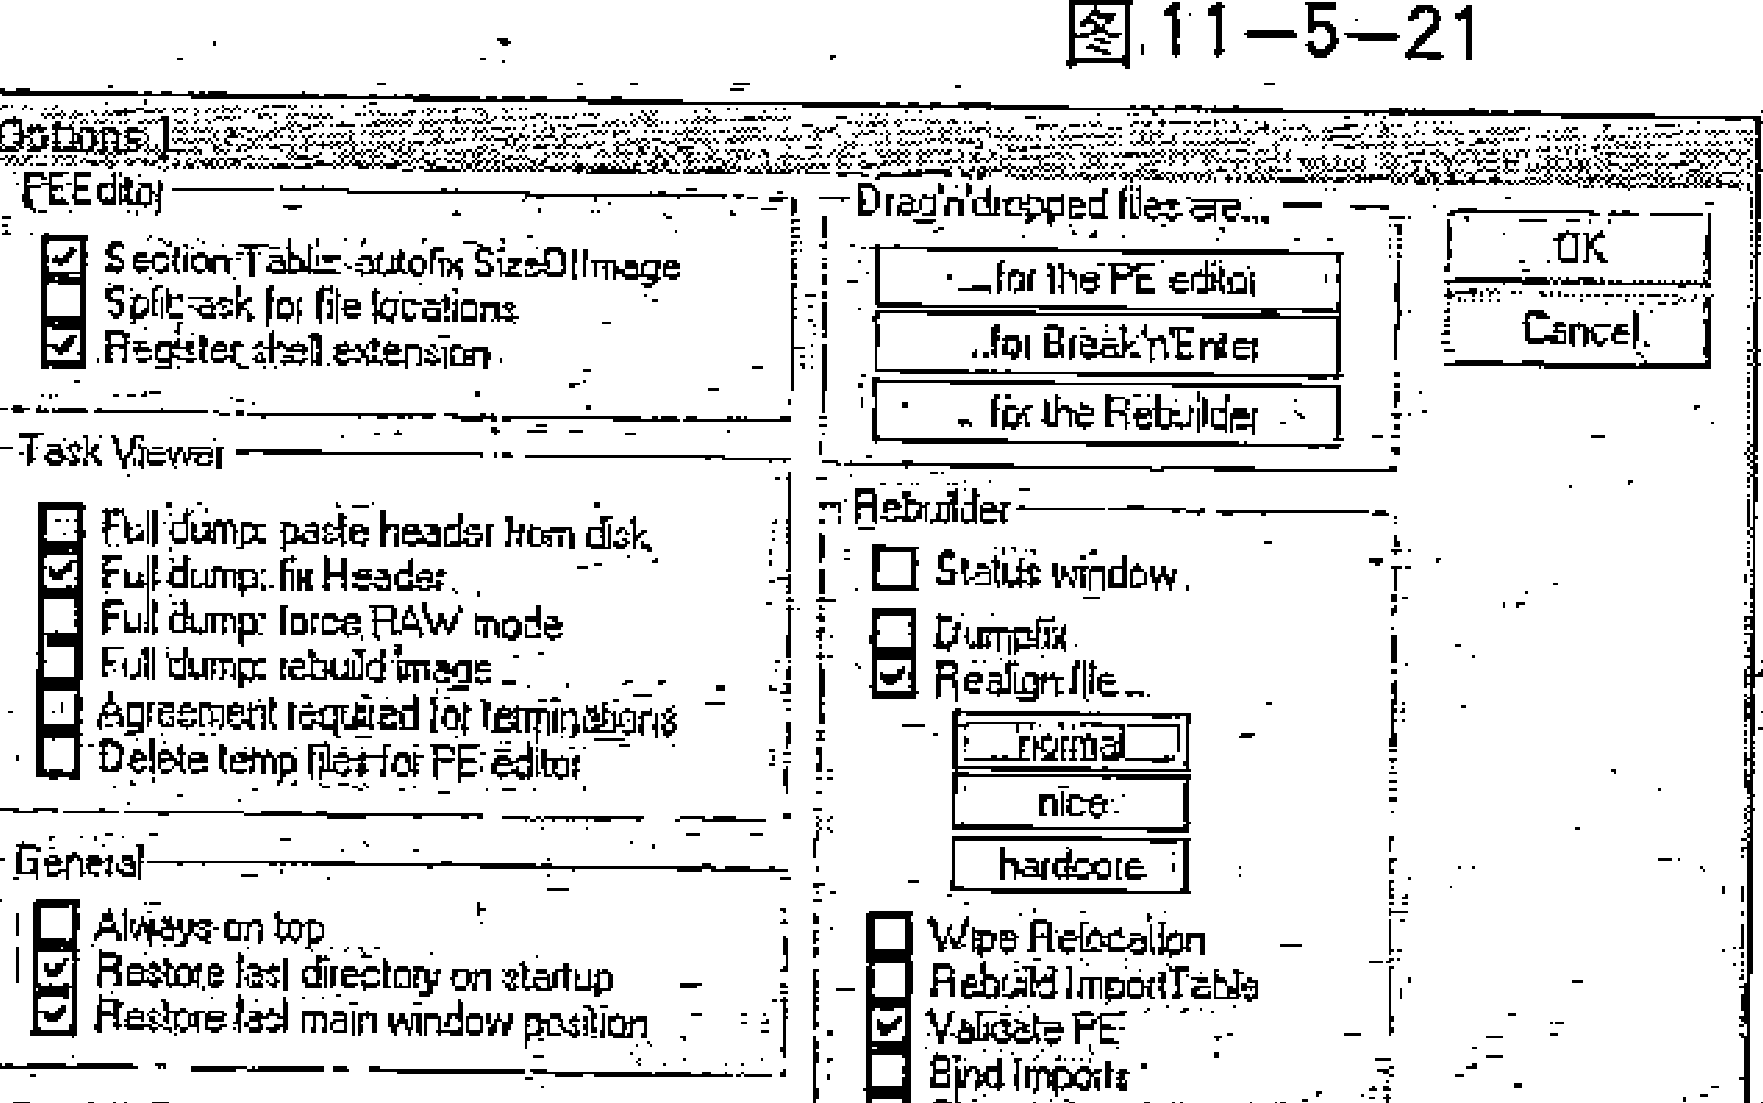 图 11-5-21
Options
PE Editor
Section Table: autofix SizeOfImage
Split: ask for file locations
Register shell extension
Task Viewer
Full dump: paste header from disk
Full dump: fix Header
Full dump: force RAW mode
Full dump: rebuild image
Agreement required for terminations
Delete temp files for PE editor
General
Always on top
Restore last directory on startup
Restore last main window position
Drag'n'dropped files are...
... for the PE editor
... for Break'n'Enter
... for the Rebuilder
Rebuilder
Status window
Dumpfix
Realign file ...
normal
nice
hardcore
Wipe Relocation
Rebuild ImportTable
Validate PE
Bind Imports
OK
Cancel